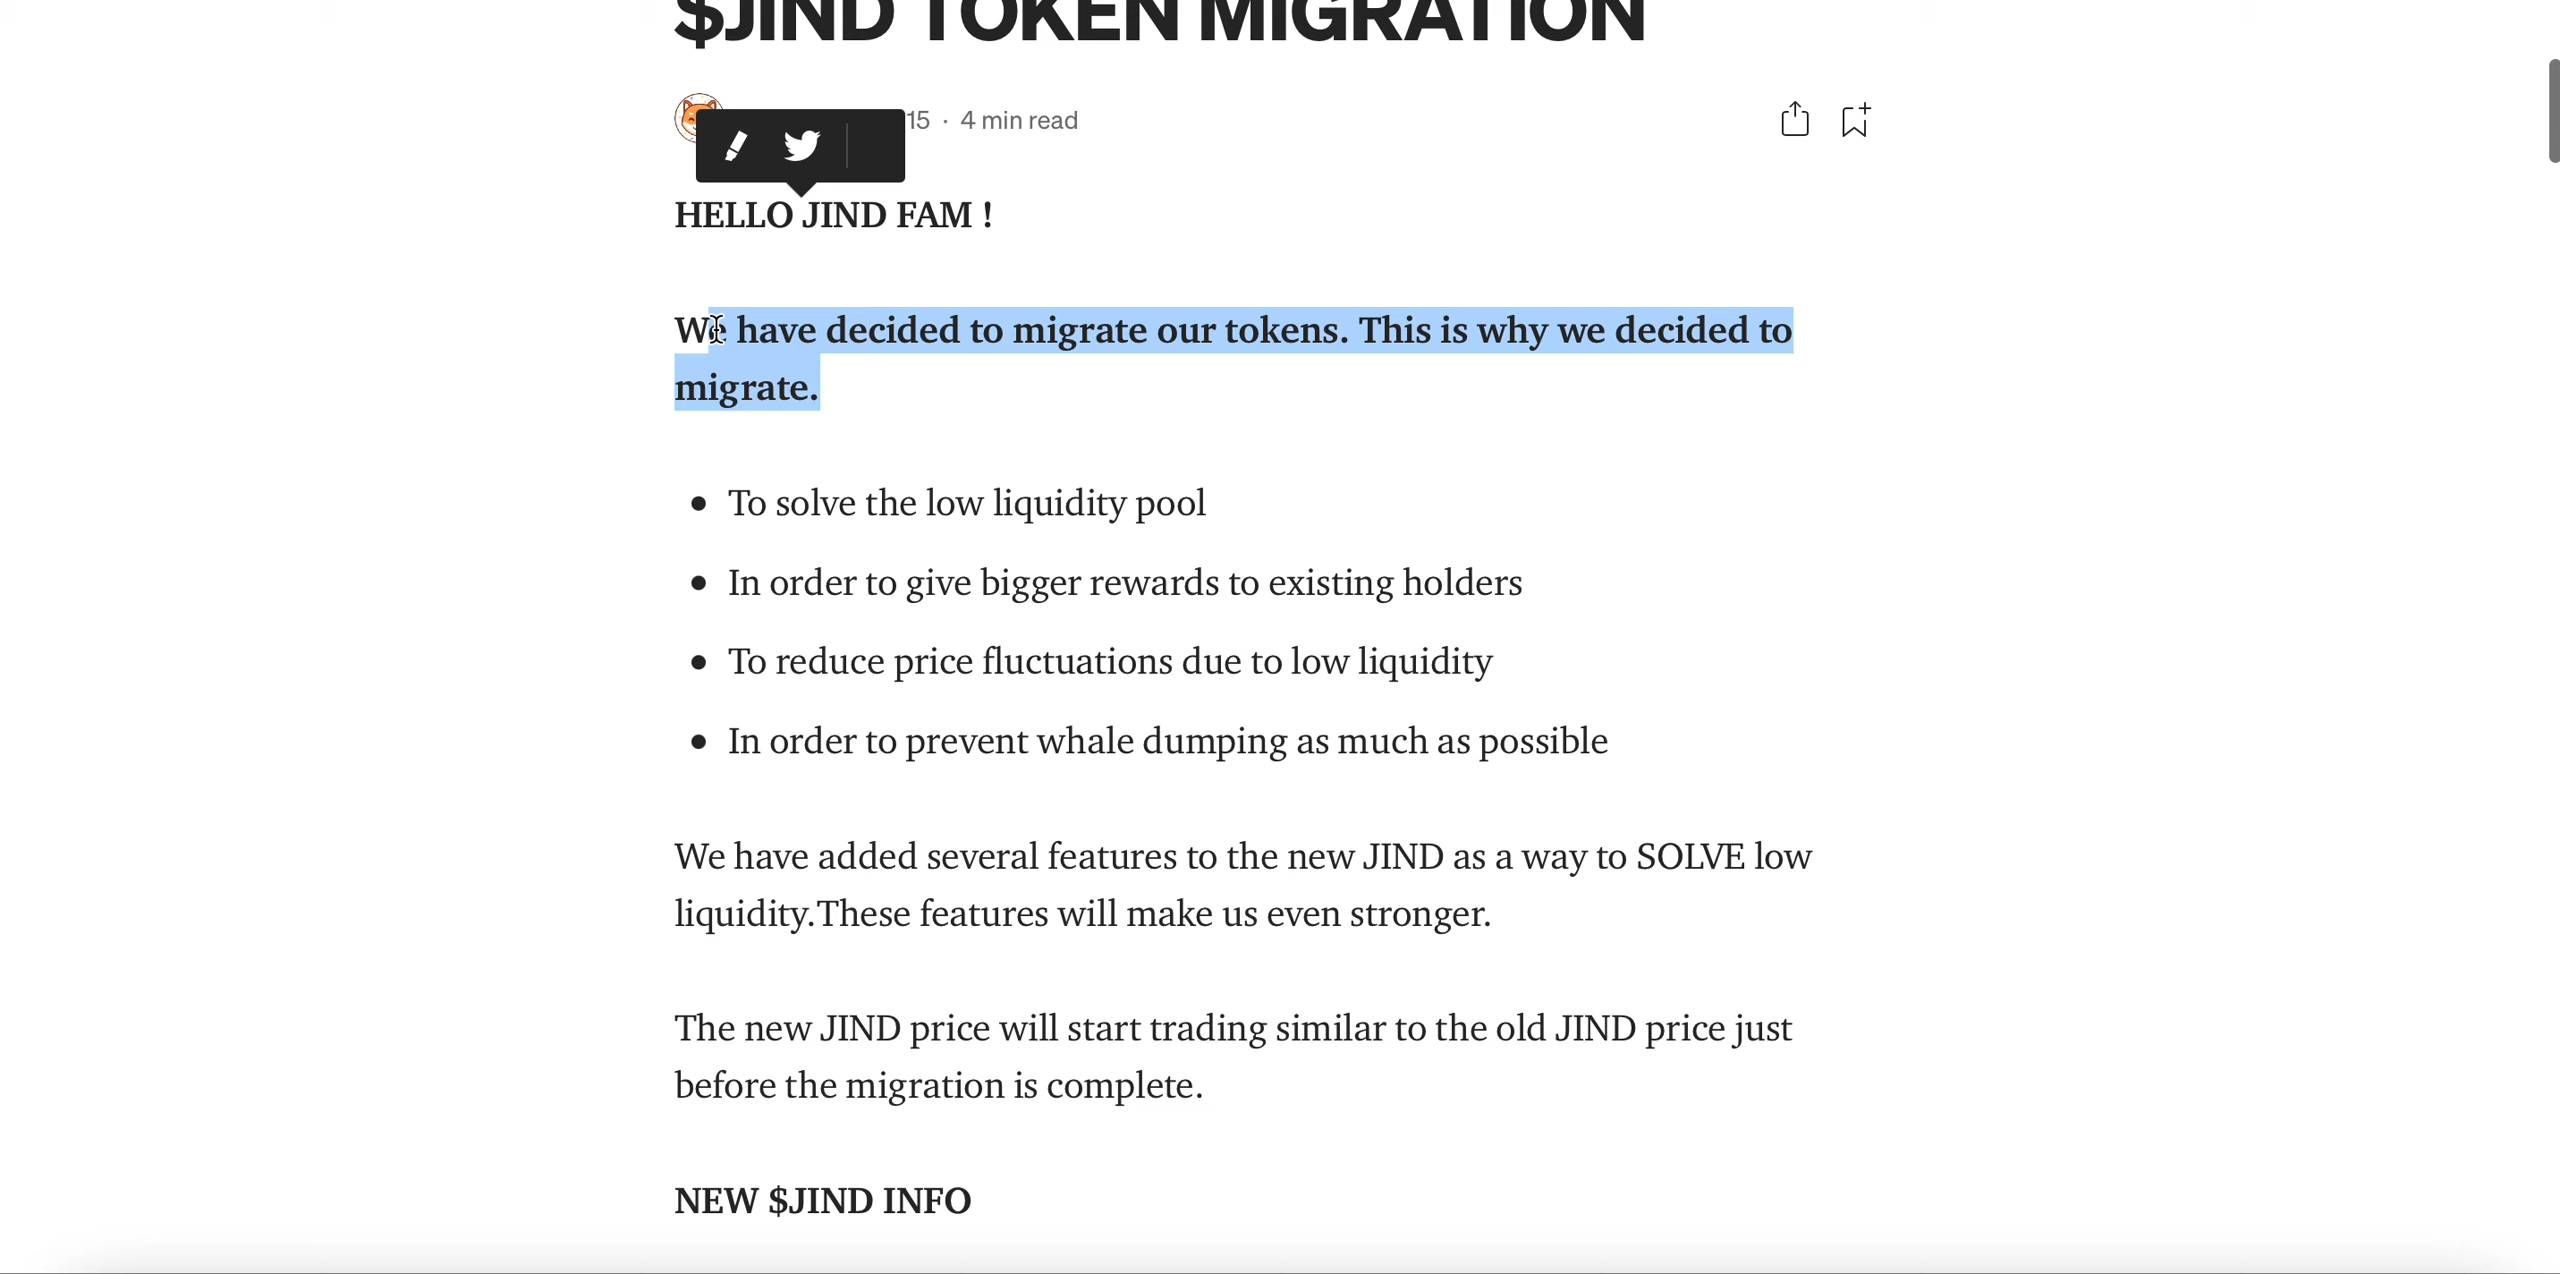 $JIND TOKEN MIGRATION
15 · 4 min read
HELLO JIND FAM !
We have decided to migrate our tokens. This is why we decided to
migrate.
• To solve the low liquidity pool
• In order to give bigger rewards to existing holders
• To reduce price fluctuations due to low liquidity
• In order to prevent whale dumping as much as possible
We have added several features to the new JIND as a way to SOLVE low
liquidity.These features will make us even stronger.
The new JIND price will start trading similar to the old JIND price just
before the migration is complete.
NEW $JIND INFO